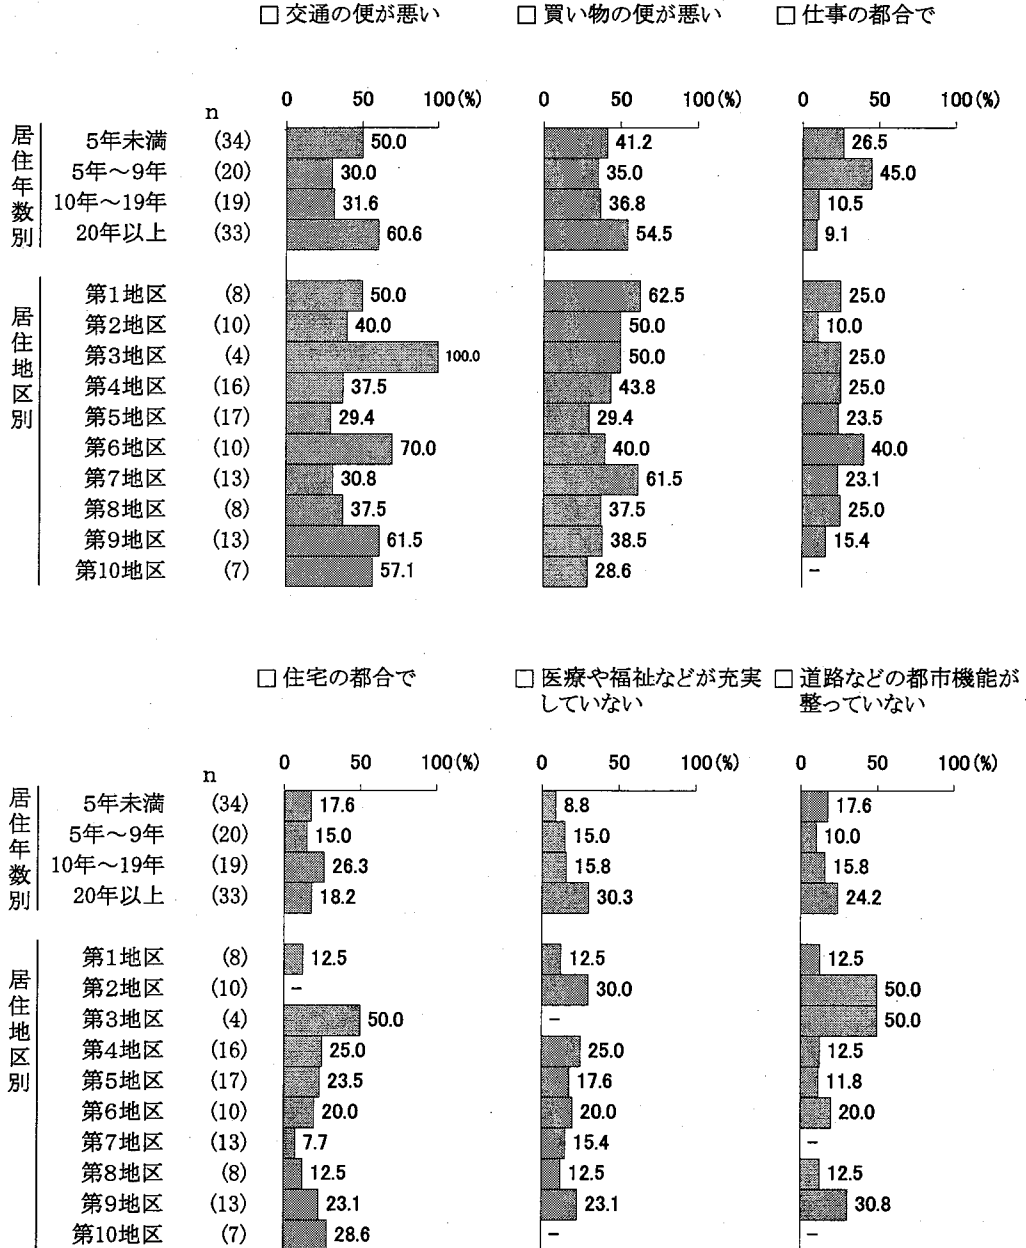 □ 交通の便が悪い □ 買い物の便が悪い □ 仕事の都合で
n 0 50 100(%) 0 50 100(%) 0 50 100(%)
居住年数別
5年未満 (34) 50.0 41.2 26.5
5年～9年 (20) 30.0 35.0 45.0
10年～19年 (19) 31.6 36.8 10.5
20年以上 (33) 60.6 54.5 9.1
居住地区別
第1地区 (8) 50.0 62.5 25.0
第2地区 (10) 40.0 50.0 10.0
第3地区 (4) 100.0 50.0 25.0
第4地区 (16) 37.5 43.8 25.0
第5地区 (17) 29.4 29.4 23.5
第6地区 (10) 70.0 40.0 40.0
第7地区 (13) 30.8 61.5 23.1
第8地区 (8) 37.5 37.5 25.0
第9地区 (13) 61.5 38.5 15.4
第10地区 (7) 57.1 28.6 -
□ 住宅の都合で □ 医療や福祉などが充実 □ 道路などの都市機能が
していない 整っていない
n 0 50 100(%) 0 50 100(%) 0 50 100(%)
居住年数別
5年未満 (34) 17.6 8.8 17.6
5年～9年 (20) 15.0 15.0 10.0
10年～19年 (19) 26.3 15.8 15.8
20年以上 (33) 18.2 30.3 24.2
居住地区別
第1地区 (8) 12.5 12.5 12.5
第2地区 (10) - 30.0 50.0
第3地区 (4) 50.0 - 50.0
第4地区 (16) 25.0 25.0 12.5
第5地区 (17) 23.5 17.6 11.8
第6地区 (10) 20.0 20.0 20.0
第7地区 (13) 7.7 15.4 -
第8地区 (8) 12.5 12.5 12.5
第9地区 (13) 23.1 23.1 30.8
第10地区 (7) 28.6 - -